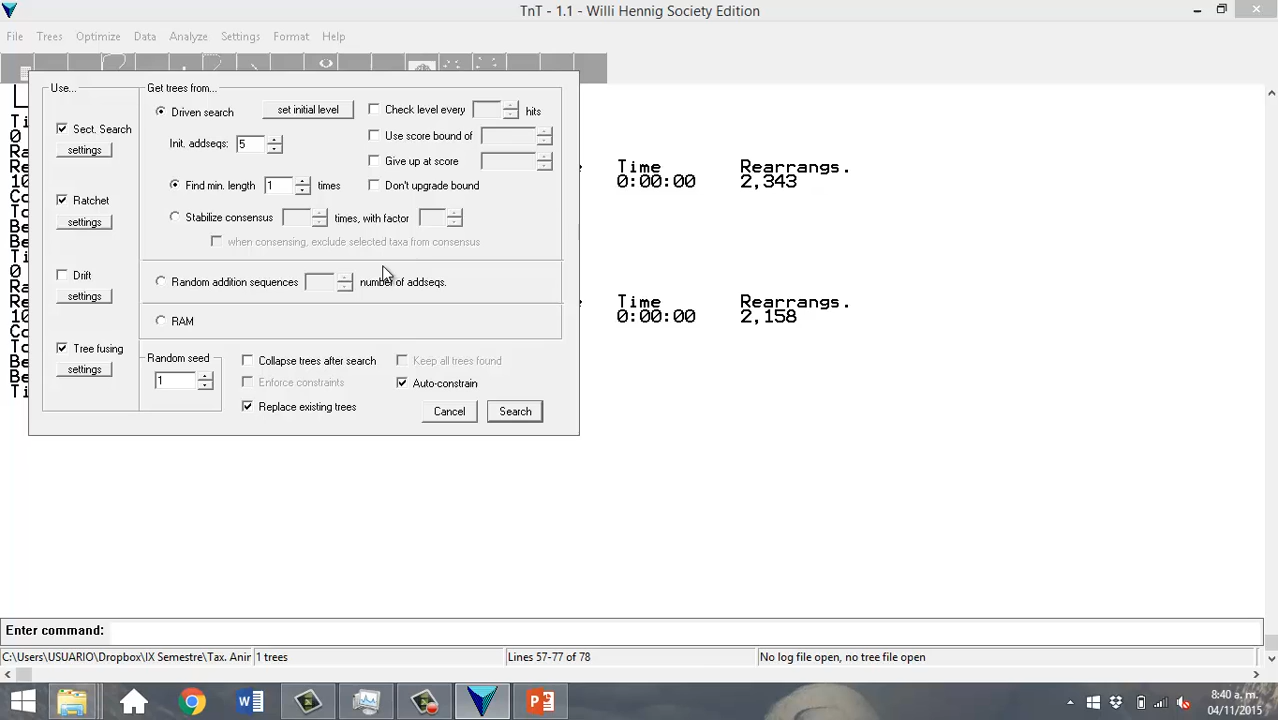 TnT - 1.1 - Willi Hennig Society Edition
File Trees Optimize Data Analyze Settings Format Help
Use...
Get trees from...
Driven search
set initial level
Check level every
hits
Sect. Search
settings
Init. addseqs: 5
Use score bound of
Give up at score
Find min. length 1 times
Don't upgrade bound
Ratchet
settings
Stabilize consensus
times, with factor
when consensing, exclude selected taxa from consensus
Drift
settings
Random addition sequences
number of addseqs.
RAM
Tree fusing
settings
Random seed
1
Collapse trees after search
Keep all trees found
Enforce constraints
Auto-constrain
Replace existing trees
Cancel
Search
Time Rearrangs.
0:00:00 2,343
Time Rearrangs.
0:00:00 2,158
Enter command:
C:\Users\USUARIO\Dropbox\IX Semestre\Tax. Anir
1 trees
Lines 57-77 of 78
No log file open, no tree file open
8:40 a. m.
04/11/2015